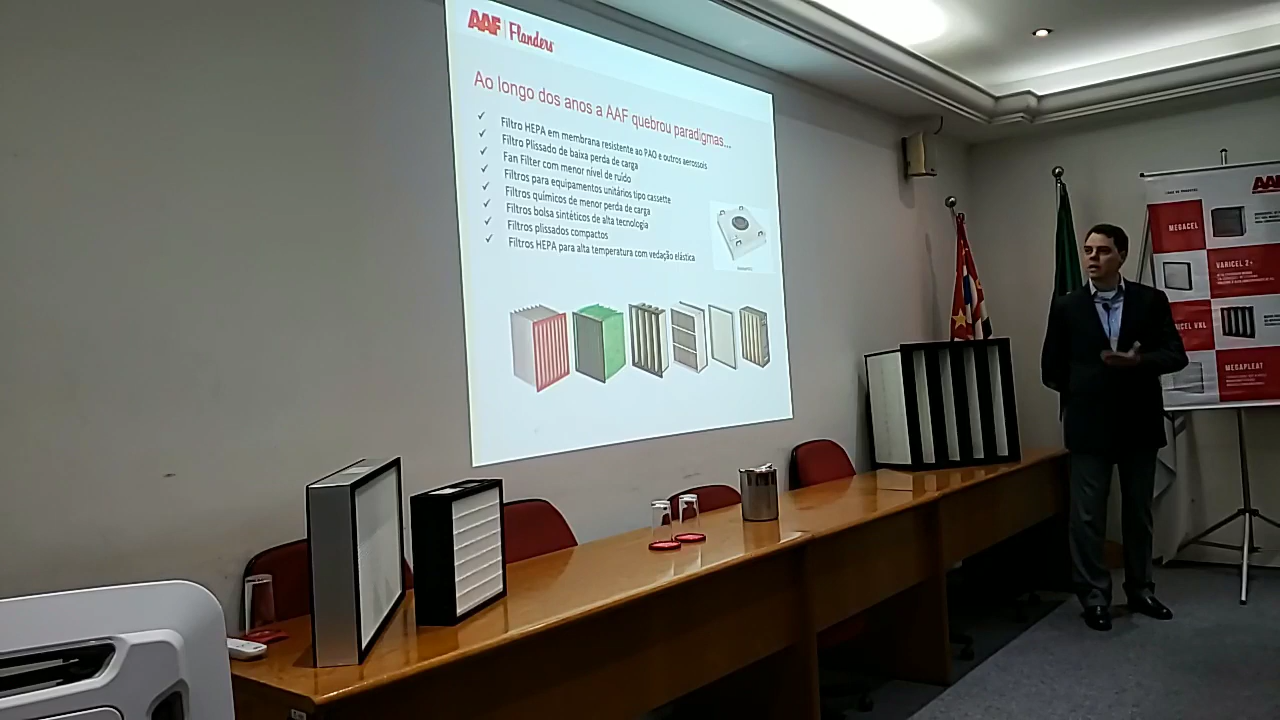 AAF Flanders
Ao longo dos anos a AAF quebrou paradigmas...
Filtro HEPA em membrana resistente ao PAO e outros aerossois
Filtro Plissado de baixa perda de carga
Fan Filter com menor nível de ruído
Filtros para equipamentos unitários tipo cassette
Filtros químicos de menor perda de carga
Filtros bolsa sintéticos de alta tecnologia
Filtros plissados compactos
Filtros HEPA para alta temperatura com vedação elástica
AAF
MEGACEL
VARICEL 2+
VXL
MEGAPLEAT